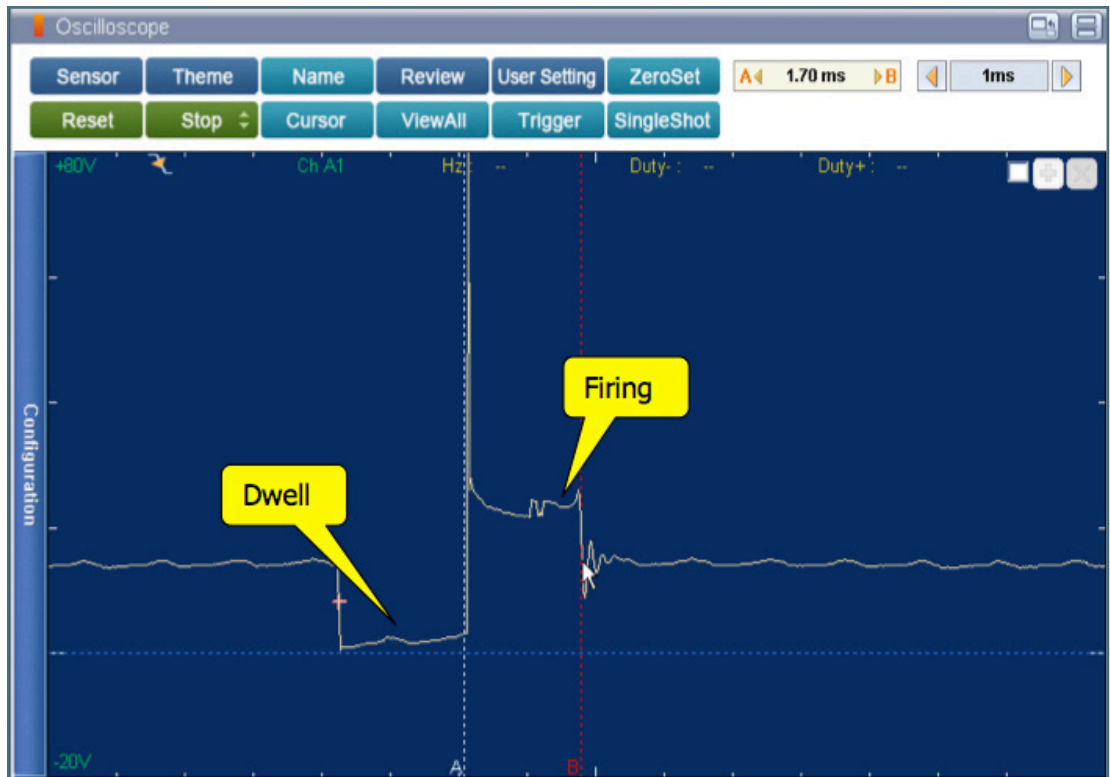 Oscilloscope
Sensor Theme Name Review User Setting ZeroSet A 1.70 ms B 1ms
Reset Stop Cursor ViewAll Trigger SingleShot
+80V Ch A1 Hz : -- Duty- : -- Duty+ : --
Firing
Configuration
Dwell
-20V A B